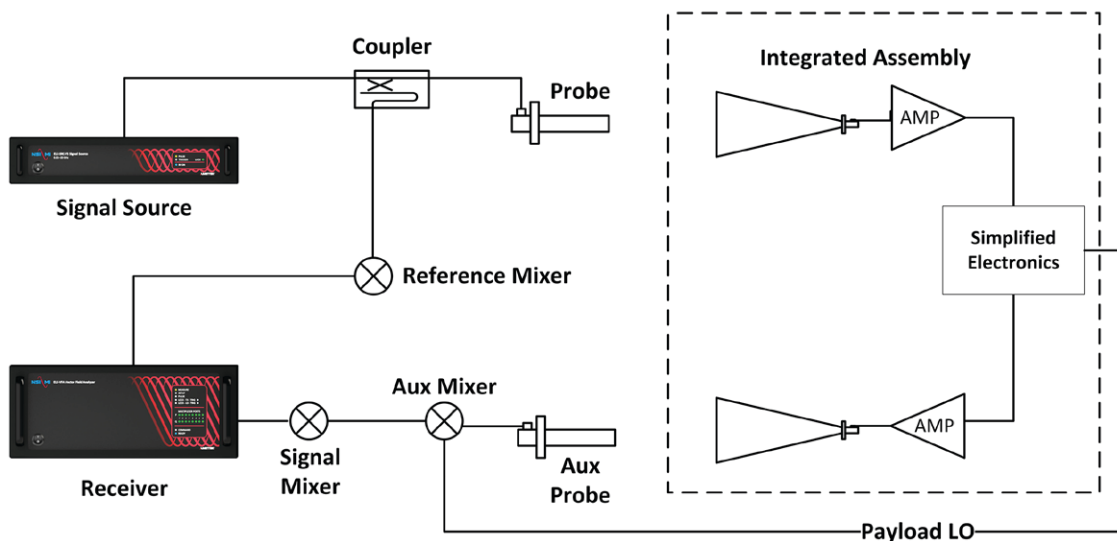 Coupler
Probe
Integrated Assembly
AMP
Signal Source
Simplified
Electronics
Reference Mixer
Aux Mixer
AMP
Signal
Mixer
Aux
Probe
Receiver
Payload LO